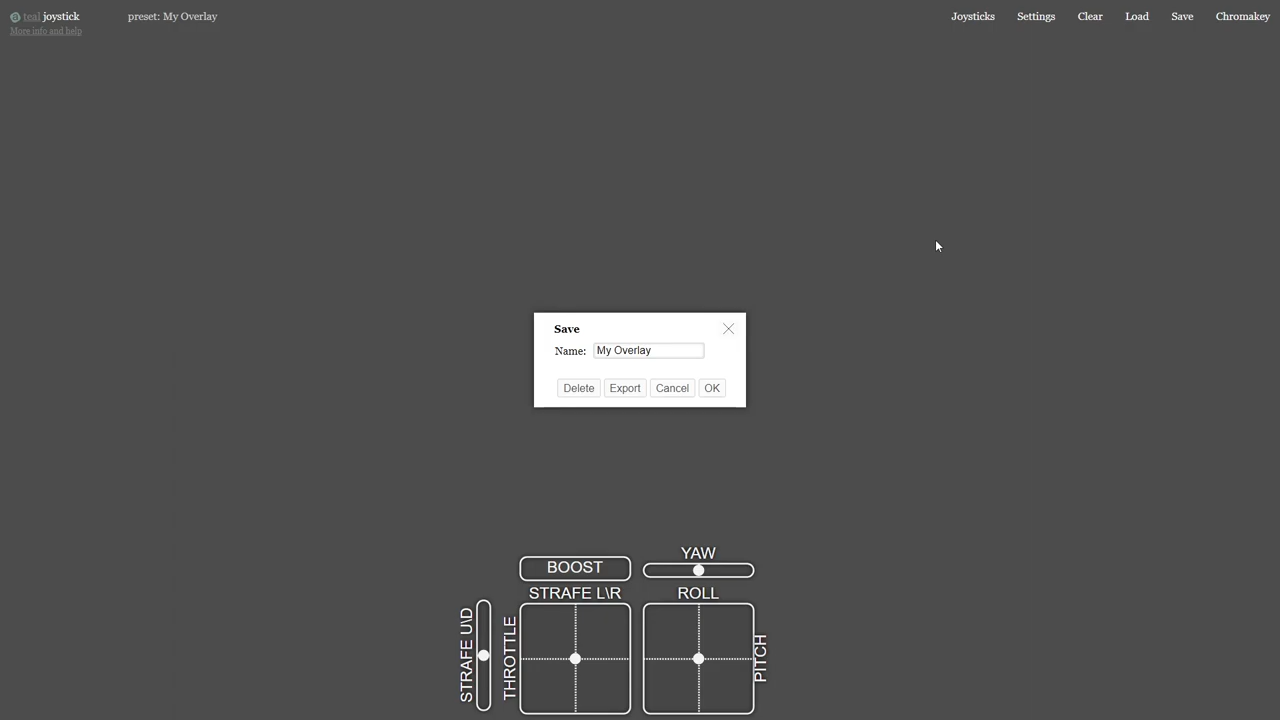 teal joystick preset: My Overlay Joysticks Settings Clear Load Save Chromakey
More info and help
Save
Name: My Overlay
Delete Export Cancel OK
YAW
BOOST
STRAFE L\R ROLL
STRAFE U\D
THROTTLE
PITCH